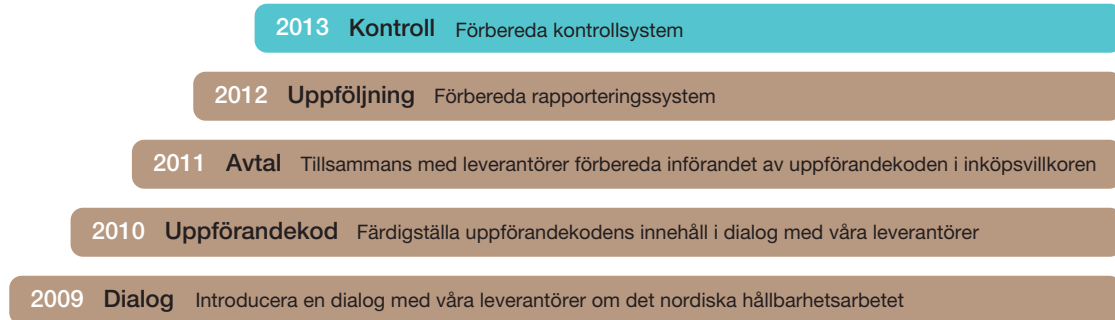 2013 Kontroll Förbereda kontrollsystem
2012 Uppföljning Förbereda rapporteringssystem
2011 Avtal Tillsammans med leverantörer förbereda införandet av uppförandekoden i inköpsvillkoren
2010 Uppförandekod Färdigställa uppförandekodens innehåll i dialog med våra leverantörer
2009 Dialog Introducera en dialog med våra leverantörer om det nordiska hållbarhetsarbetet